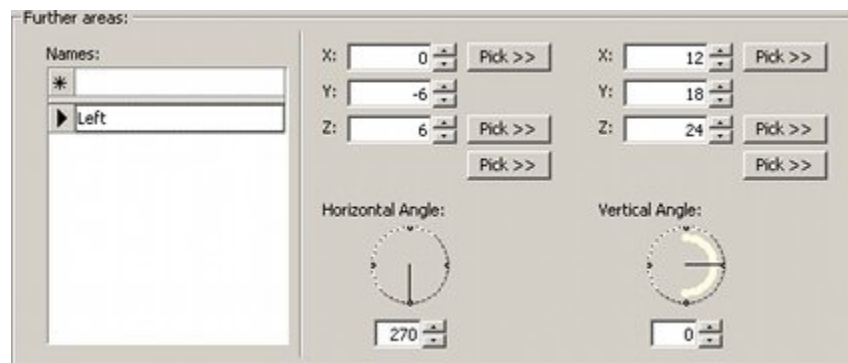 Further areas:
Names:
*
Left
X: 0 Pick >> X: 12 Pick >>
Y: -6 Y: 18
Z: 6 Pick >> Z: 24 Pick >>
Pick >> Pick >>
Horizontal Angle: Vertical Angle:
270 0